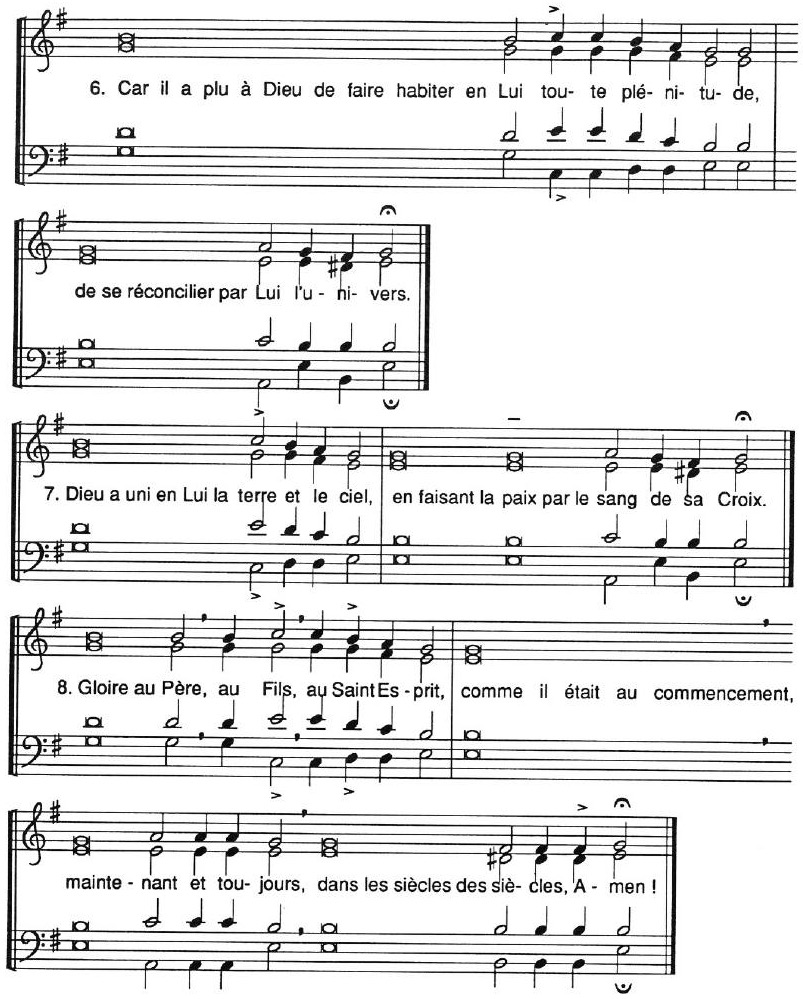 6. Car il a plu à Dieu de faire habiter en Lui tou- te plé- ni- tu- de,
de se réconcilier par Lui l'u - ni- vers.
7. Dieu a uni en Lui la terre et le ciel, en faisant la paix par le sang de sa Croix.
8. Gloire au Père, au Fils, au Saint Es - prit, comme il était au commencement,
mainte - nant et tou- jours, dans les siècles des siè- cles, A - men !